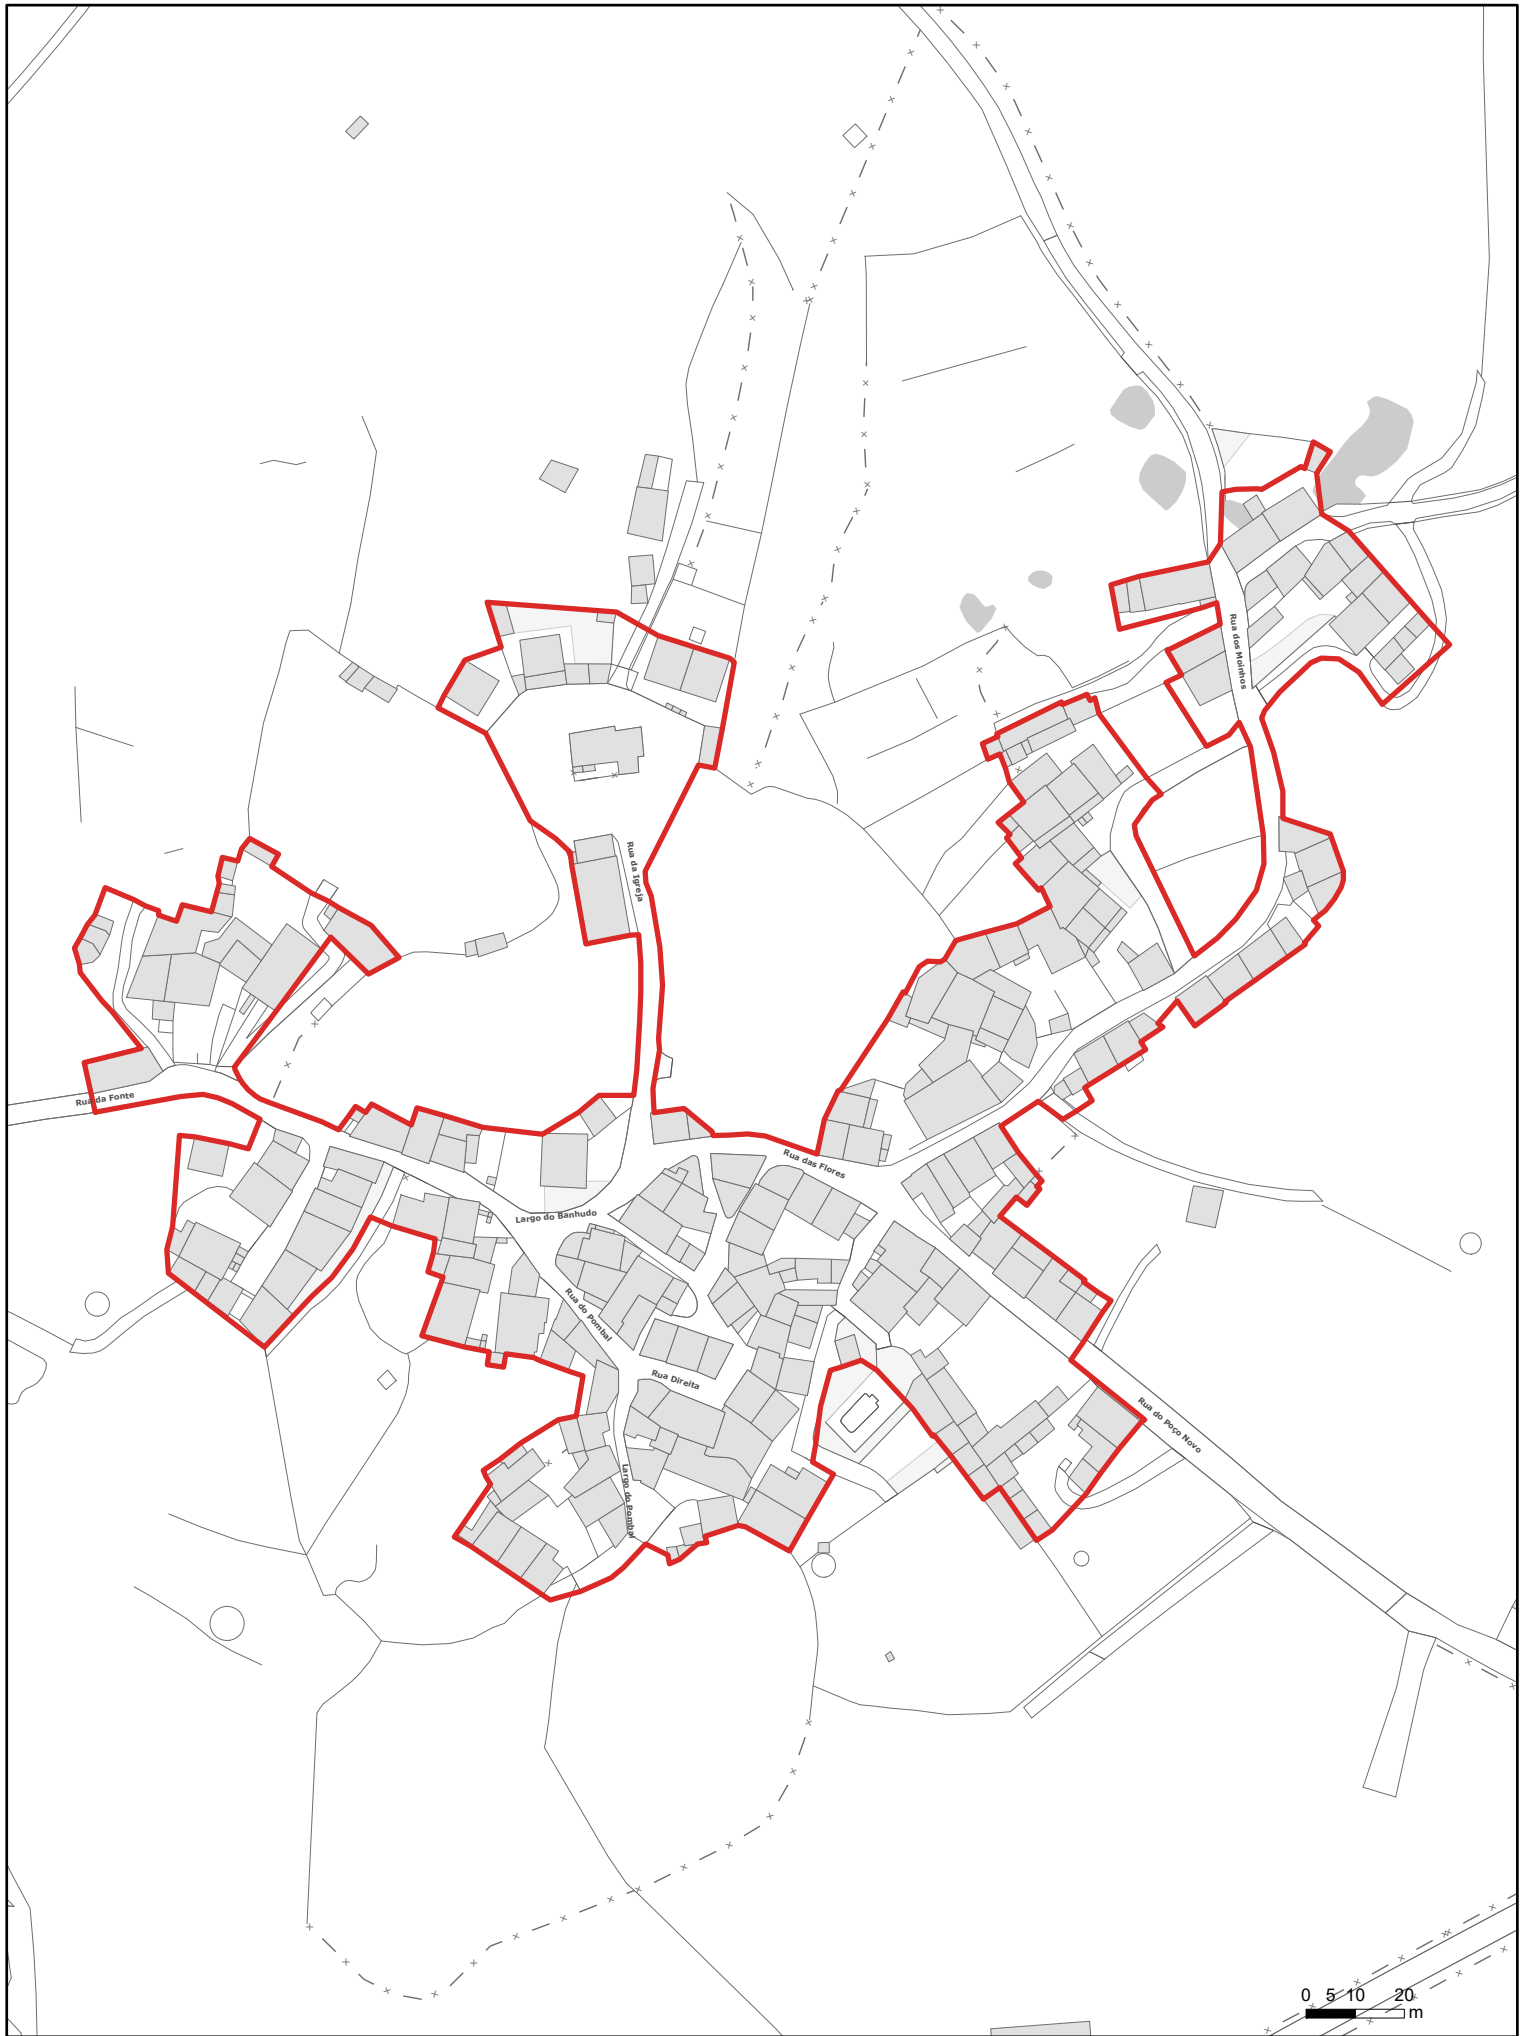 Rua dos Moinhos
Rua da Igreja
Rua da Fonte
Rua das Flores
Largo do Banhudo
Rua do Pombal
Rua Direita
Rua do Poço Novo
Largo do Pombal
0 5 10 20
m